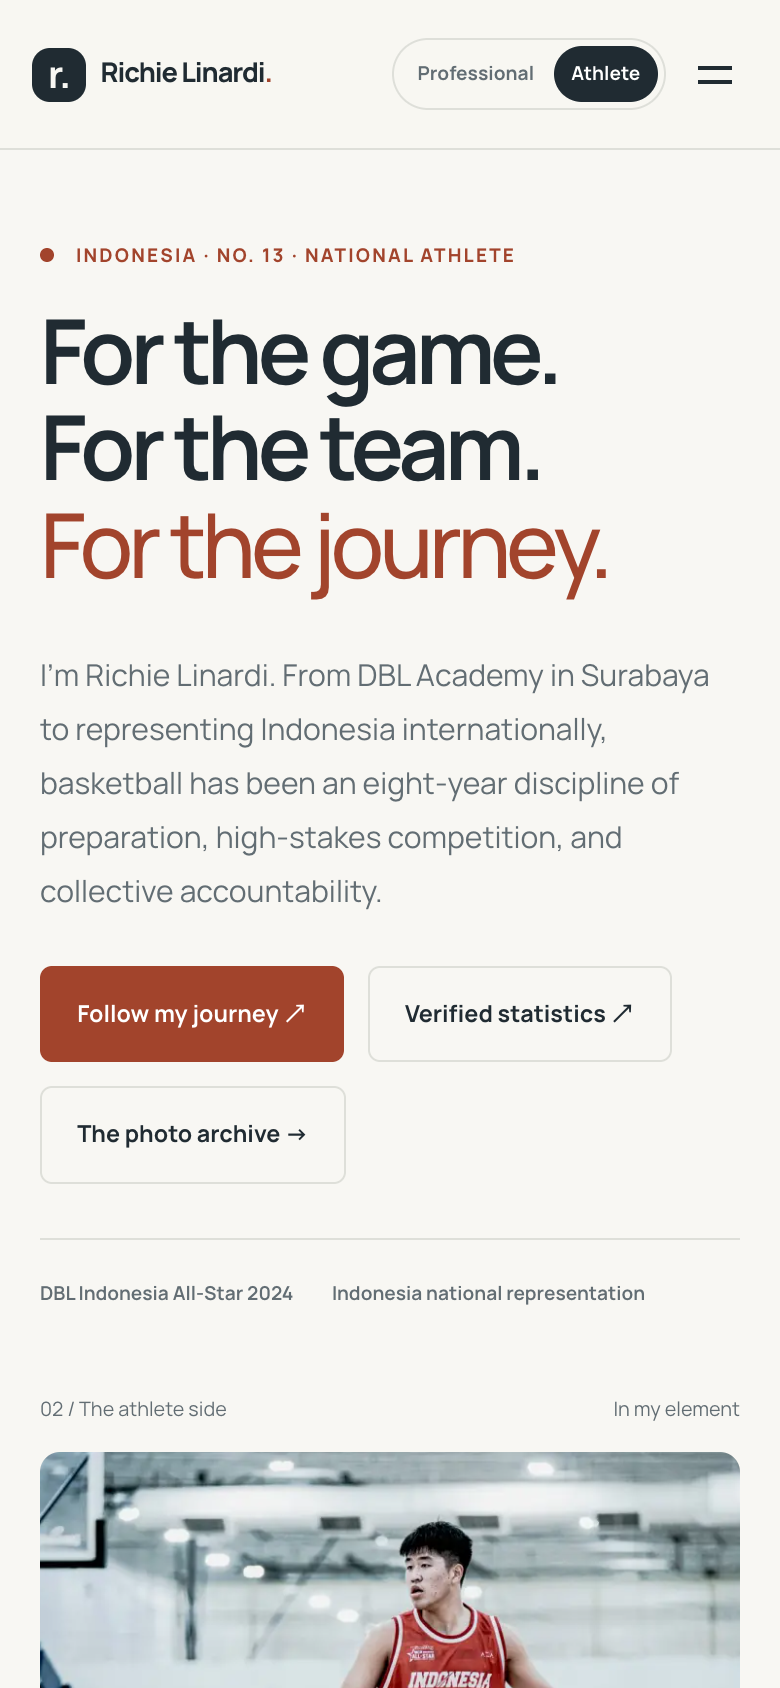 r. Richie Linardi. Professional Athlete
INDONESIA · NO. 13 · NATIONAL ATHLETE
For the game.
For the team.
For the journey.
I’m Richie Linardi. From DBL Academy in Surabaya
to representing Indonesia internationally,
basketball has been an eight-year discipline of
preparation, high-stakes competition, and
collective accountability.
Follow my journey ↗ Verified statistics ↗
The photo archive →
DBL Indonesia All-Star 2024 Indonesia national representation
02 / The athlete side In my element
ALL-STAR
INDONESIA